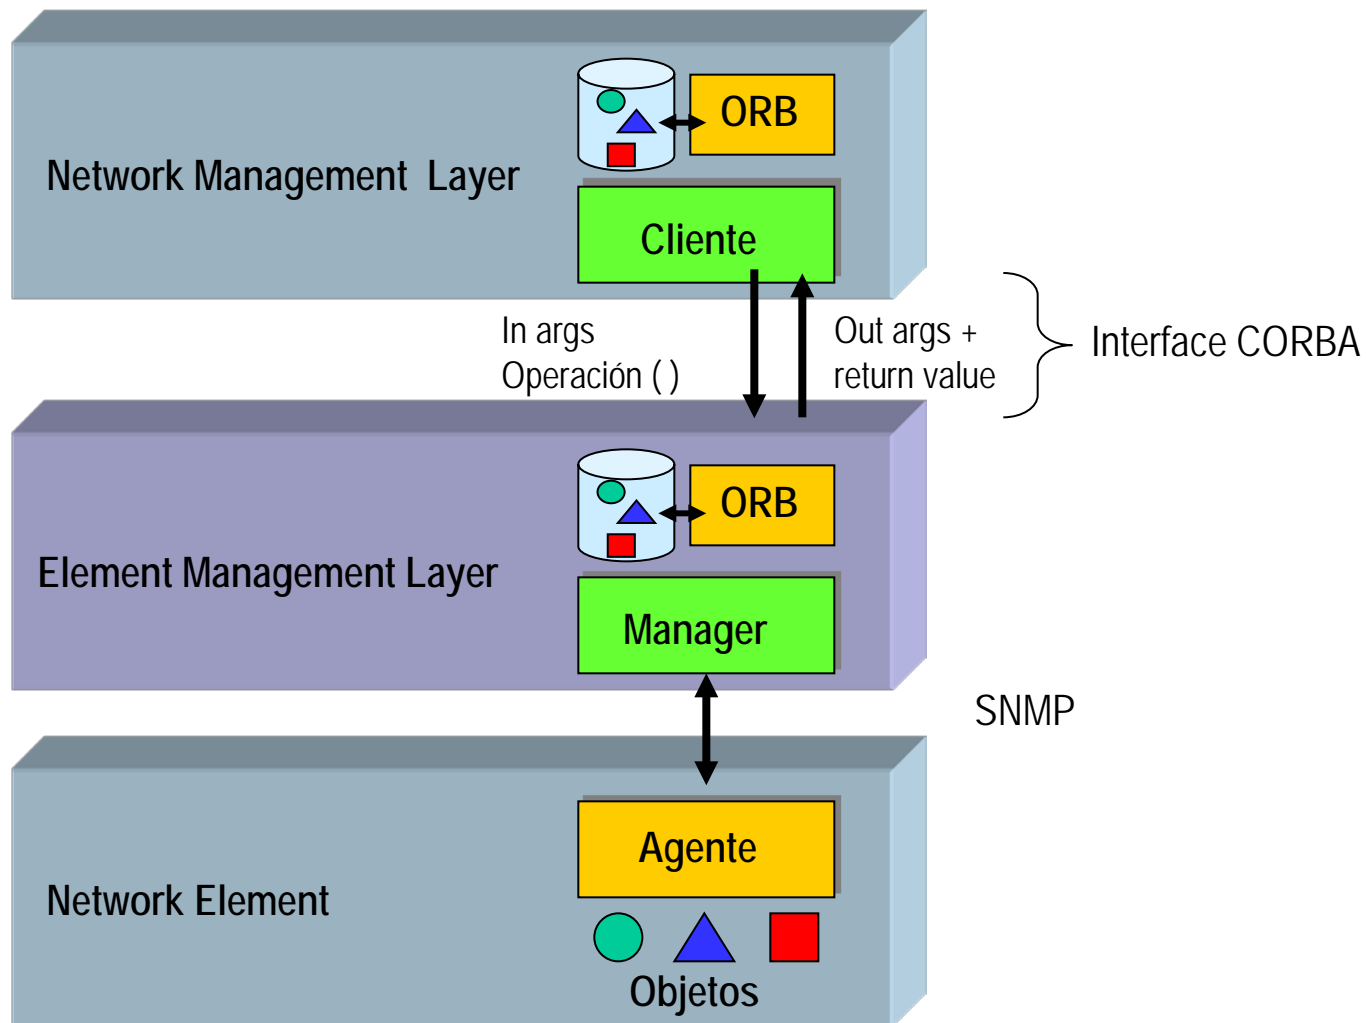 ORB
Network Management Layer
Cliente
In args
Operación ( )
Out args +
return value
Interface CORBA
ORB
Element Management Layer
Manager
SNMP
Agente
Network Element
Objetos